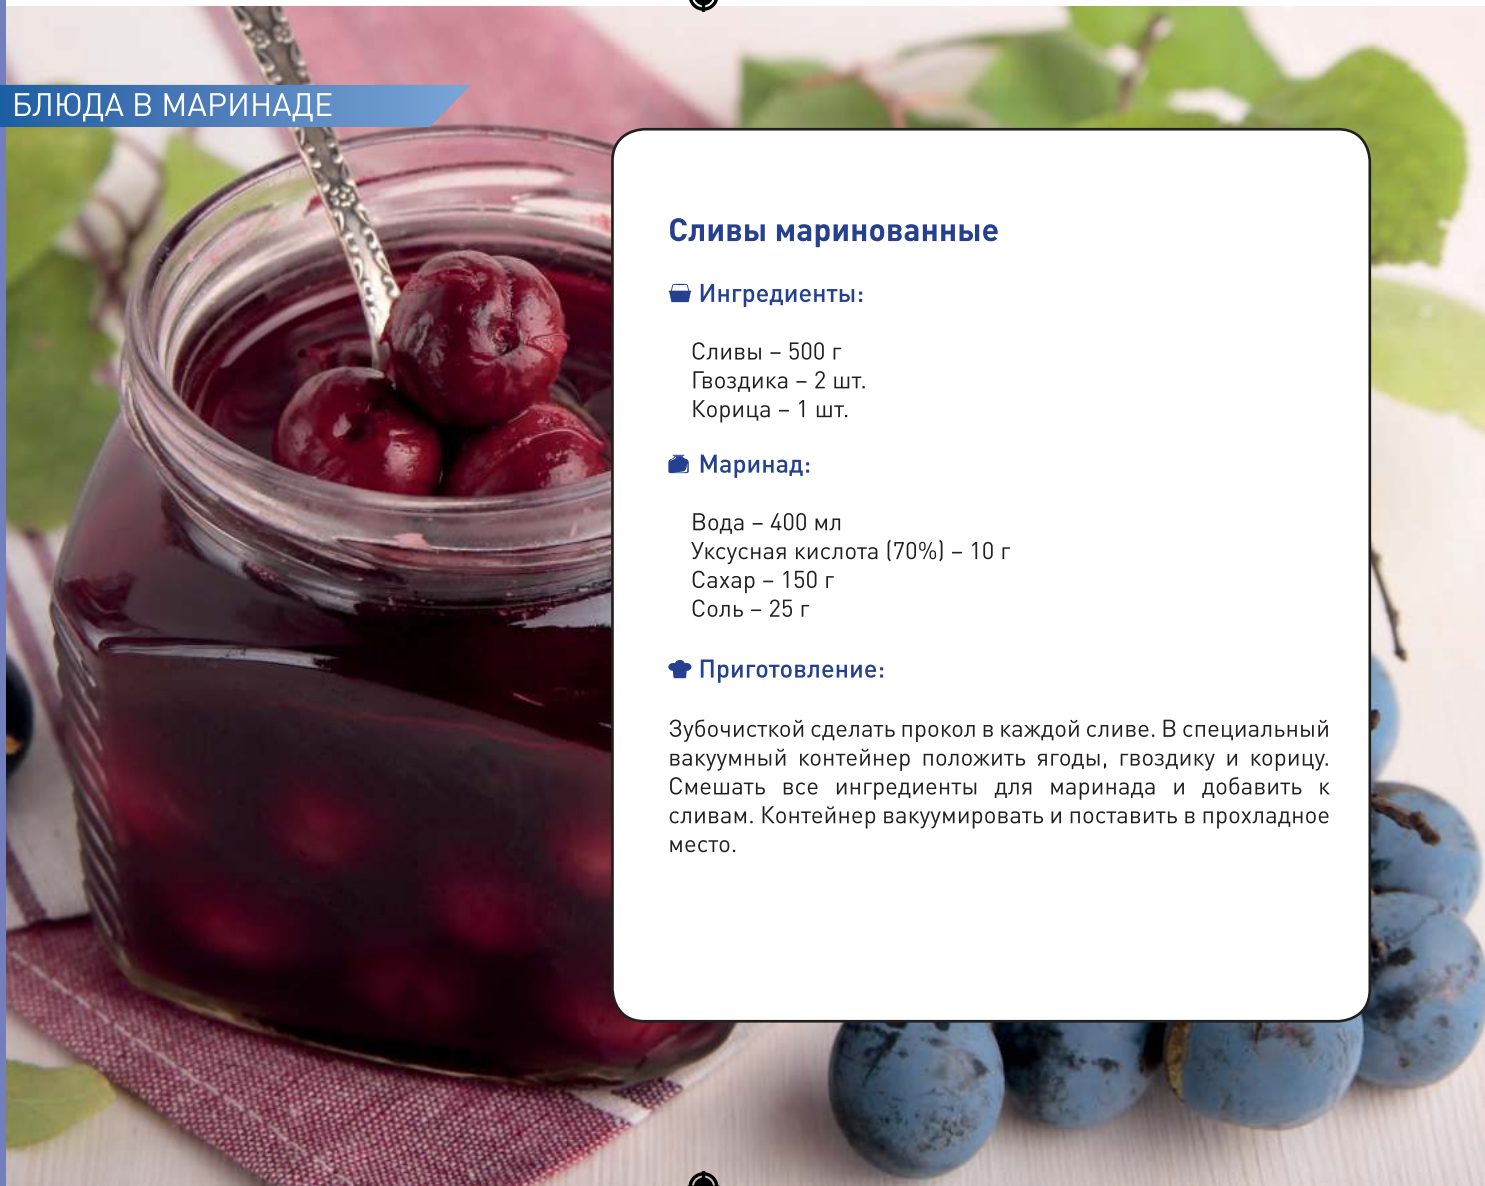 БЛЮДА В МАРИНАДЕ
Сливы маринованные
Ингредиенты:
Сливы – 500 г
Гвоздика – 2 шт.
Корица – 1 шт.
Маринад:
Вода – 400 мл
Уксусная кислота (70%) – 10 г
Сахар – 150 г
Соль – 25 г
Приготовление:
Зубочисткой сделать прокол в каждой сливе. В специальный
вакуумный контейнер положить ягоды, гвоздику и корицу.
Смешать все ингредиенты для маринада и добавить к
сливам. Контейнер вакуумировать и поставить в прохладное
место.